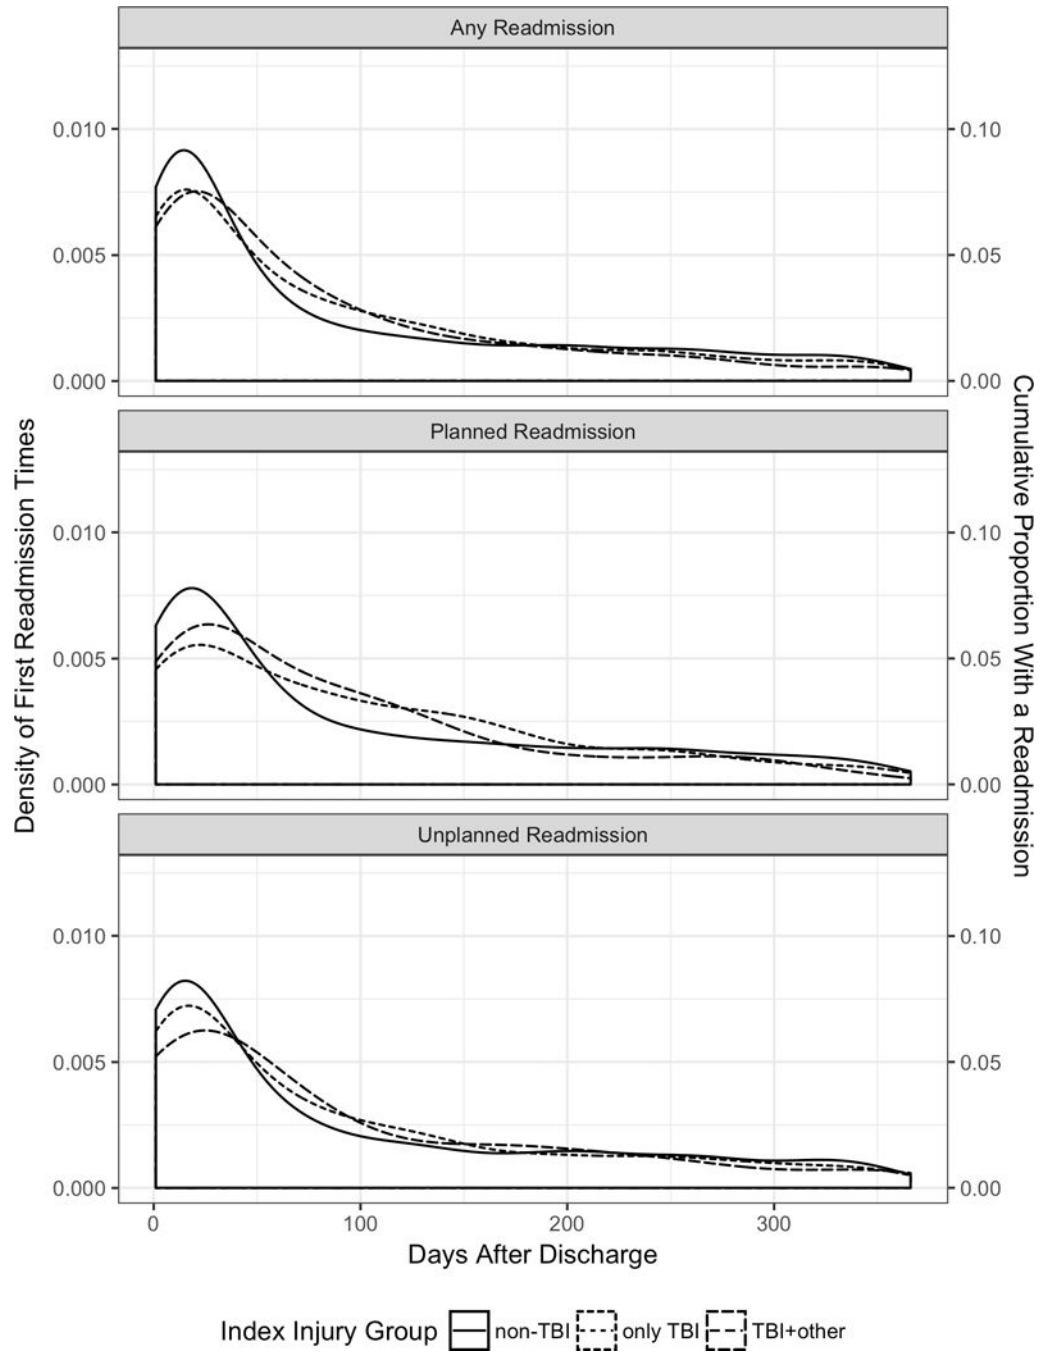 Any Readmission
0.010
0.005
0.000
0.10
0.05
0.00
Planned Readmission
0.010
0.005
0.000
0.10
0.05
0.00
Unplanned Readmission
0.010
0.005
0.000
0.10
0.05
0.00
Density of First Readmission Times
Cumulative Proportion With a Readmission
0 100 200 300
Days After Discharge
Index Injury Group non-TBI only TBI TBI+other